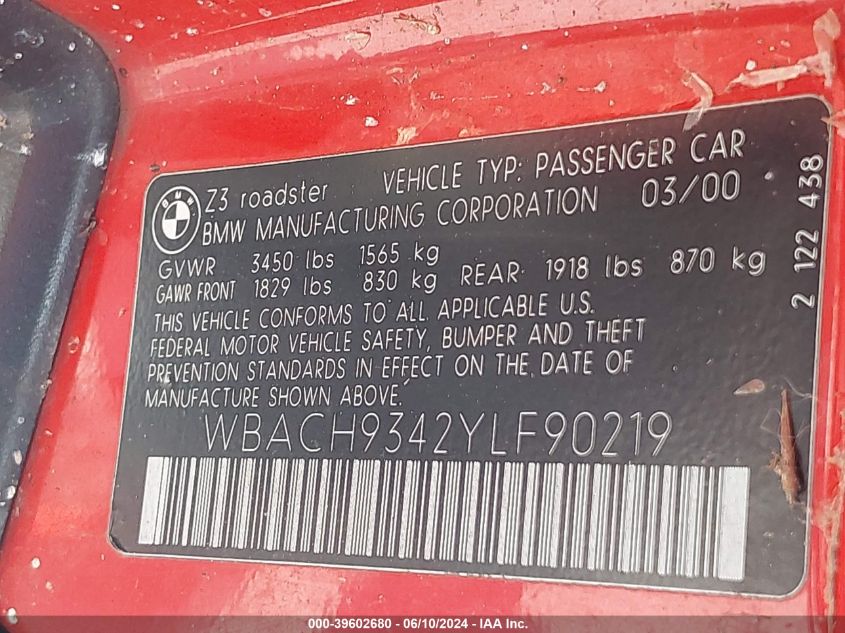 BMW
Z3 roadster VEHICLE TYP: PASSENGER CAR
BMW MANUFACTURING CORPORATION 03/00
GVWR 3450 lbs 1565 kg
GAWR FRONT 1829 lbs 830 kg REAR: 1918 lbs 870 kg
THIS VEHICLE CONFORMS TO ALL APPLICABLE U.S.
FEDERAL MOTOR VEHICLE SAFETY, BUMPER AND THEFT
PREVENTION STANDARDS IN EFFECT ON THE DATE OF
MANUFACTURE SHOWN ABOVE.
WBACH9342YLF90219
2 122 438
000-39602680 - 06/10/2024 - IAA Inc.